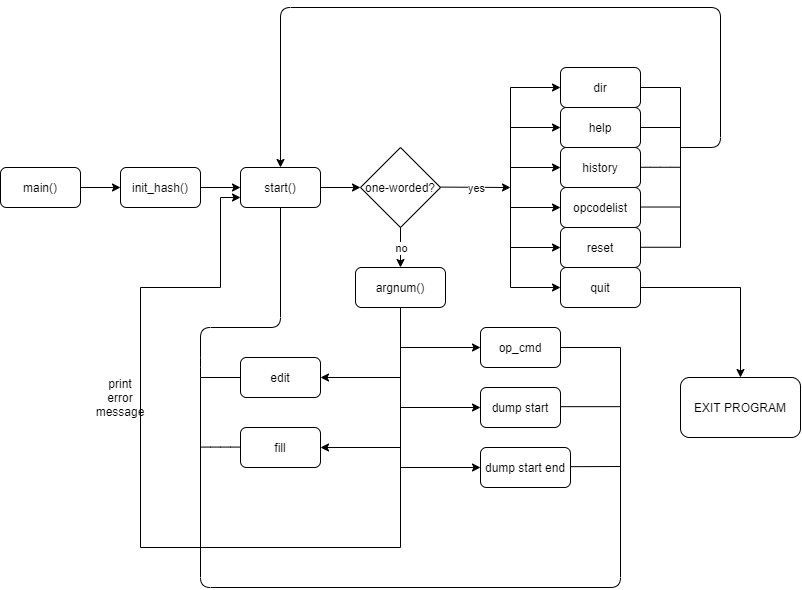 dir
help
history
main()
init_hash()
start()
one-worded?
yes
opcodelist
reset
no
argnum()
quit
op_cmd
edit
print
error
message
dump start
EXIT PROGRAM
fill
dump start end